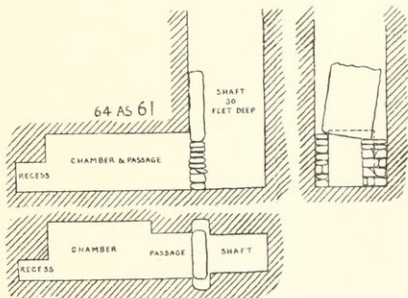 SHAFT
30
FEET DEEP
64 AS 61
CHAMBER & PASSAGE
RECESS
CHAMBER
PASSAGE
SHAFT
RECESS